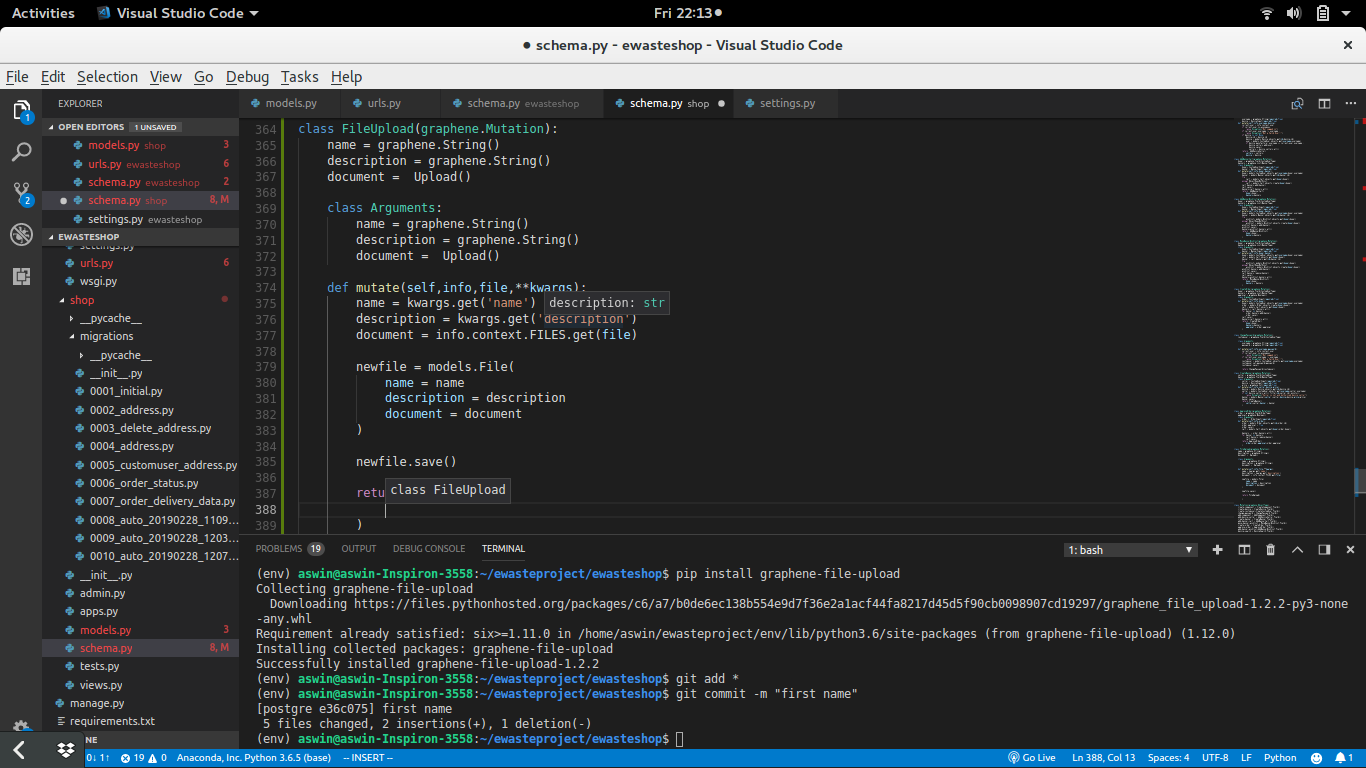 Activities Visual Studio Code Fri 22:13
schema.py - ewasteshop - Visual Studio Code
File Edit Selection View Go Debug Tasks Help
EXPLORER
OPEN EDITORS 1 UNSAVED
models.py shop 3
urls.py ewasteshop 6
schema.py ewasteshop 2
schema.py shop 8, M
settings.py ewasteshop
EWASTESHOP
settings.py
urls.py 6
wsgi.py
shop
__pycache__
migrations
__pycache__
__init__.py
0001_initial.py
0002_address.py
0003_delete_address.py
0004_address.py
0005_customuser_address.py
0006_order_status.py
0007_order_delivery_data.py
0008_auto_20190228_1109...
0009_auto_20190228_1203...
0010_auto_20190228_1207...
__init__.py
admin.py
apps.py
models.py 3
schema.py 8, M
tests.py
views.py
manage.py
requirements.txt
NE
models.py urls.py schema.py ewasteshop schema.py shop settings.py
364 class FileUpload(graphene.Mutation):
365 name = graphene.String()
366 description = graphene.String()
367 document = Upload()
368
369 class Arguments:
370 name = graphene.String()
371 description = graphene.String()
372 document = Upload()
373
374 def mutate(self,info,file,**kwargs):
375 name = kwargs.get('name') description: str
376 description = kwargs.get('description')
377 document = info.context.FILES.get(file)
378
379 newfile = models.File(
380 name = name
381 description = description
382 document = document
383 )
384
385 newfile.save()
386
387 retu class FileUpload
388
389 )
PROBLEMS 19 OUTPUT DEBUG CONSOLE TERMINAL 1: bash
(env) aswin@aswin-Inspiron-3558:~/ewasteproject/ewasteshop$ pip install graphene-file-upload
Collecting graphene-file-upload
Downloading https://files.pythonhosted.org/packages/c6/a7/b0de6ec138b554e9d7f36e2a1acf44fa8217d45d5f90cb0098907cd19297/graphene_file_upload-1.2.2-py3-none
-any.whl
Requirement already satisfied: six>=1.11.0 in /home/aswin/ewasteproject/env/lib/python3.6/site-packages (from graphene-file-upload) (1.12.0)
Installing collected packages: graphene-file-upload
Successfully installed graphene-file-upload-1.2.2
(env) aswin@aswin-Inspiron-3558:~/ewasteproject/ewasteshop$ git add *
(env) aswin@aswin-Inspiron-3558:~/ewasteproject/ewasteshop$ git commit -m "first name"
[postgre e36c075] first name
5 files changed, 2 insertions(+), 1 deletion(-)
(env) aswin@aswin-Inspiron-3558:~/ewasteproject/ewasteshop$
0↓ 1↑ 19 0 Anaconda, Inc. Python 3.6.5 (base) -- INSERT -- Go Live Ln 388, Col 13 Spaces: 4 UTF-8 LF Python 1